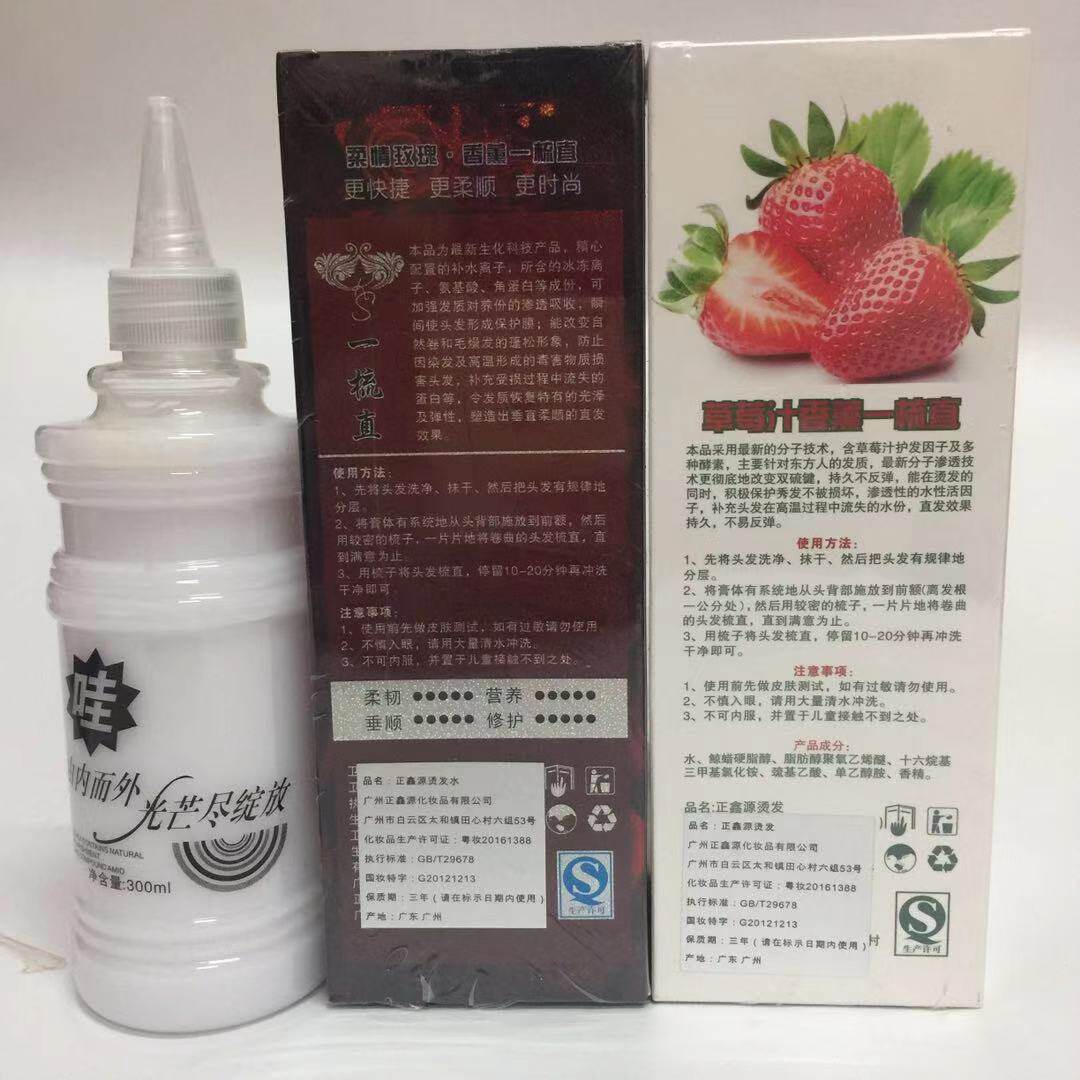 哇
由内而外
光芒尽绽放
CONTAINS NATURAL
COMPOUND AMID
净含量:300ml
柔情玫瑰·香薰一梳直
更快捷 更柔顺 更时尚
一梳直
本品为最新生化科技产品，精心
配置的补水离子，所含的冰冻离
子、氨基酸、角蛋白等成份，可
加强发质对养份的渗透吸收，瞬
间使头发形成保护膜；能改变自
然卷和毛燥发的蓬松形象，防止
因染发及高温形成的毒害物质损
害头发，补充受损过程中流失的
蛋白等，令发质恢复特有的光泽
及弹性，塑造出垂直柔顺的直发
效果。
使用方法：
1、先将头发洗净、抹干、然后把头发有规律地
分层。
2、将膏体有系统地从头背部施放到前额，然后
用较密的梳子，一片片地将卷曲的头发梳直，直
到满意为止。
3、用梳子将头发梳直，停留10-20分钟再冲洗
干净即可。
注意事项：
1、使用前先做皮肤测试，如有过敏请勿使用。
2、不慎入眼，请用大量清水冲洗。
3、不可内服，并置于儿童接触不到之处。
柔韧 ●●●●● 营养 ●●●●●
垂顺 ●●●●● 修护 ●●●●●
品名：正鑫源烫发水
广州正鑫源化妆品有限公司
广州市白云区太和镇田心村六组53号
化妆品生产许可证：粤妆20161388
执行标准：GB/T29678
国妆特字：G20121213
保质期：三年（请在标示日期内使用）
产地：广东 广州
生产许可
草莓汁香薰一梳直
本品采用最新的分子技术，含草莓汁护发因子及多
种酵素，主要针对东方人的发质，最新分子渗透技
术更彻底地改变双硫键，持久不反弹，能在烫发的
同时，积极保护秀发不被损坏，渗透性的水性活因
子，补充头发在高温过程中流失的水份，直发效果
持久，不易反弹。
使用方法：
1、先将头发洗净、抹干、然后把头发有规律地
分层。
2、将膏体有系统地从头背部施放到前额(离发根
一公分处)，然后用较密的梳子，一片片地将卷曲
的头发梳直，直到满意为止。
3、用梳子将头发梳直，停留10-20分钟再冲洗
干净即可。
注意事项：
1、使用前先做皮肤测试，如有过敏请勿使用。
2、不慎入眼，请用大量清水冲洗。
3、不可内服，并置于儿童接触不到之处。
产品成分：
水、鲸蜡硬脂醇、脂肪醇聚氧乙烯醚、十六烷基
三甲基氯化铵、巯基乙酸、单乙醇胺、香精。
品名:正鑫源烫发
品名：正鑫源烫发
广州正鑫源化妆品有限公司
广州市白云区太和镇田心村六组53号
化妆品生产许可证：粤妆20161388
执行标准：GB/T29678
国妆特字：G20121213
保质期：三年（请在标示日期内使用）
产地：广东 广州
村
生产许可